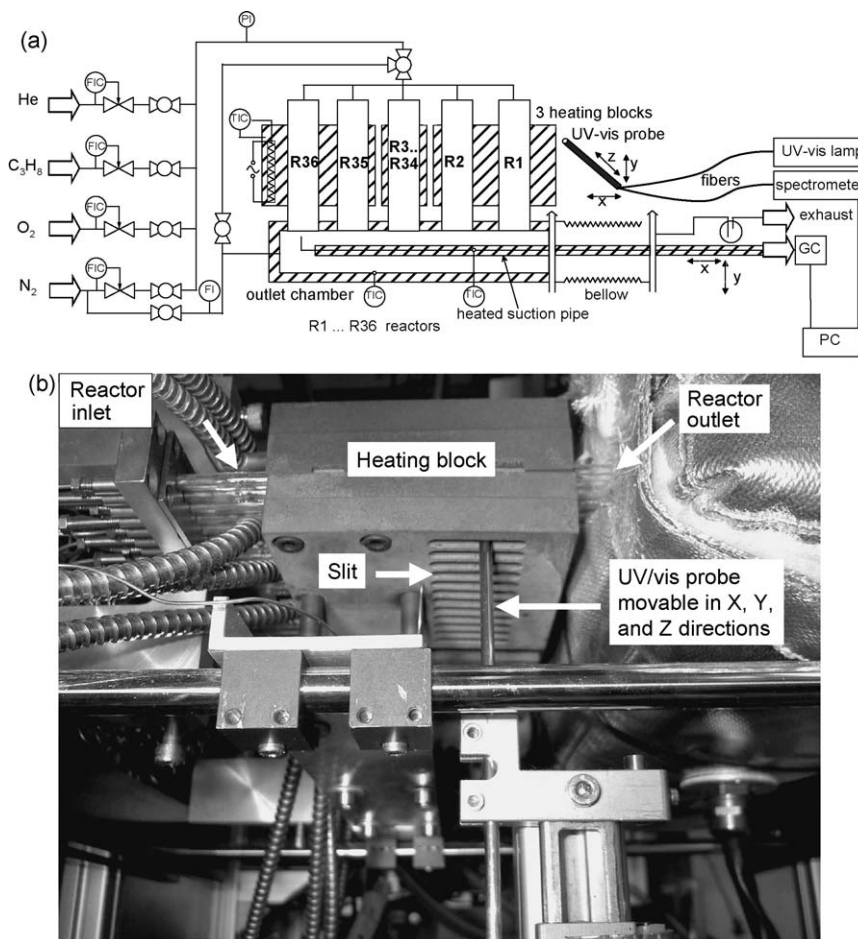 (a)
PI
FIC
He
FIC
C₃H₈
FIC
O₂
FIC
N₂
FI
TIC
R36
R35
R3..
R34
R2
R1
3 heating blocks
UV-vis probe
z
y
x
fibers
UV-vis lamp
spectrometer
exhaust
GC
x
y
PC
outlet chamber
TIC
TIC
bellow
heated suction pipe
R1 ... R36 reactors
(b)
Reactor
inlet
Heating block
Reactor
outlet
Slit
UV/vis probe
movable in X, Y,
and Z directions